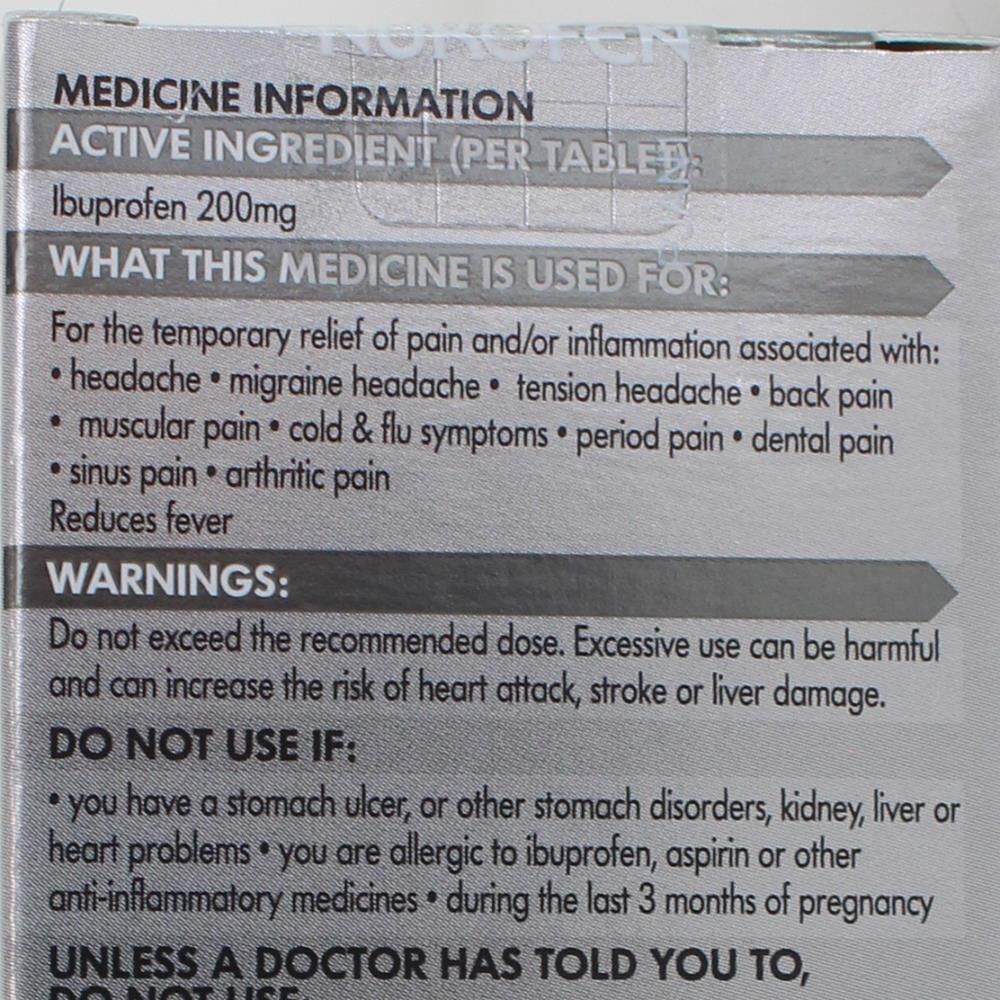 NUROFEN
MEDICINE INFORMATION
ACTIVE INGREDIENT (PER TABLET):
Ibuprofen 200mg
WHAT THIS MEDICINE IS USED FOR:
For the temporary relief of pain and/or inflammation associated with:
• headache • migraine headache • tension headache • back pain
• muscular pain • cold & flu symptoms • period pain • dental pain
• sinus pain • arthritic pain
Reduces fever
WARNINGS:
Do not exceed the recommended dose. Excessive use can be harmful
and can increase the risk of heart attack, stroke or liver damage.
DO NOT USE IF:
• you have a stomach ulcer, or other stomach disorders, kidney, liver or
heart problems • you are allergic to ibuprofen, aspirin or other
anti-inflammatory medicines • during the last 3 months of pregnancy
UNLESS A DOCTOR HAS TOLD YOU TO,
DO NOT USE: